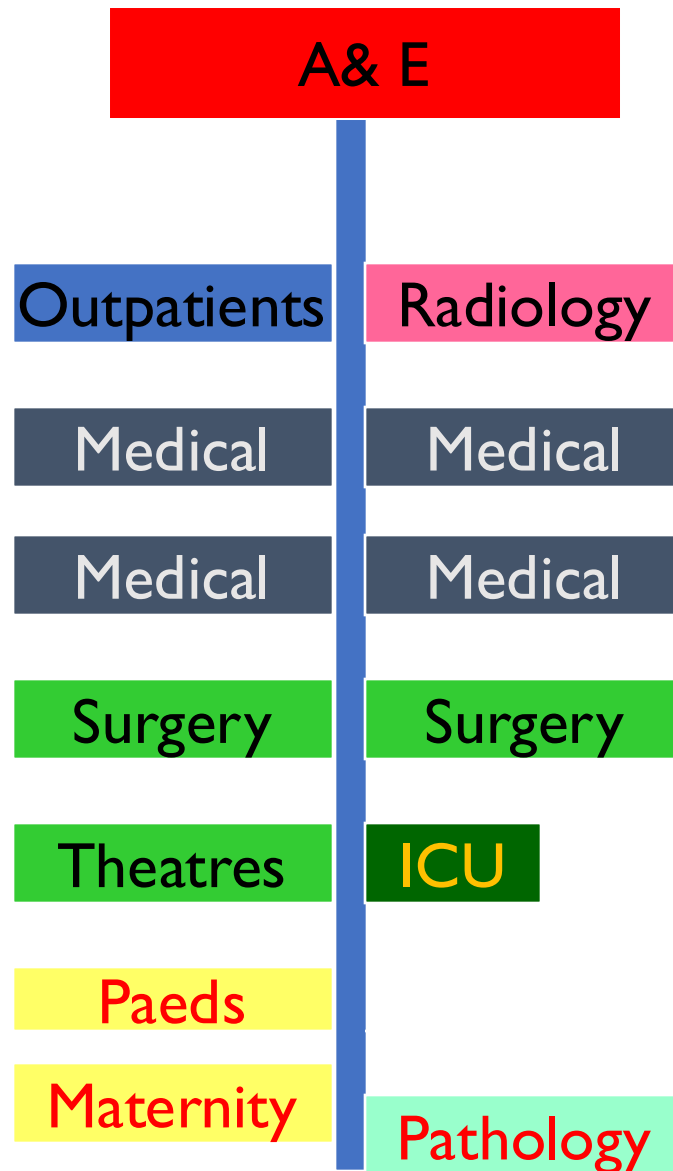 A& E
Outpatients
Radiology
Medical
Medical
Medical
Medical
Surgery
Surgery
Theatres
ICU
Paeds
Maternity
Pathology